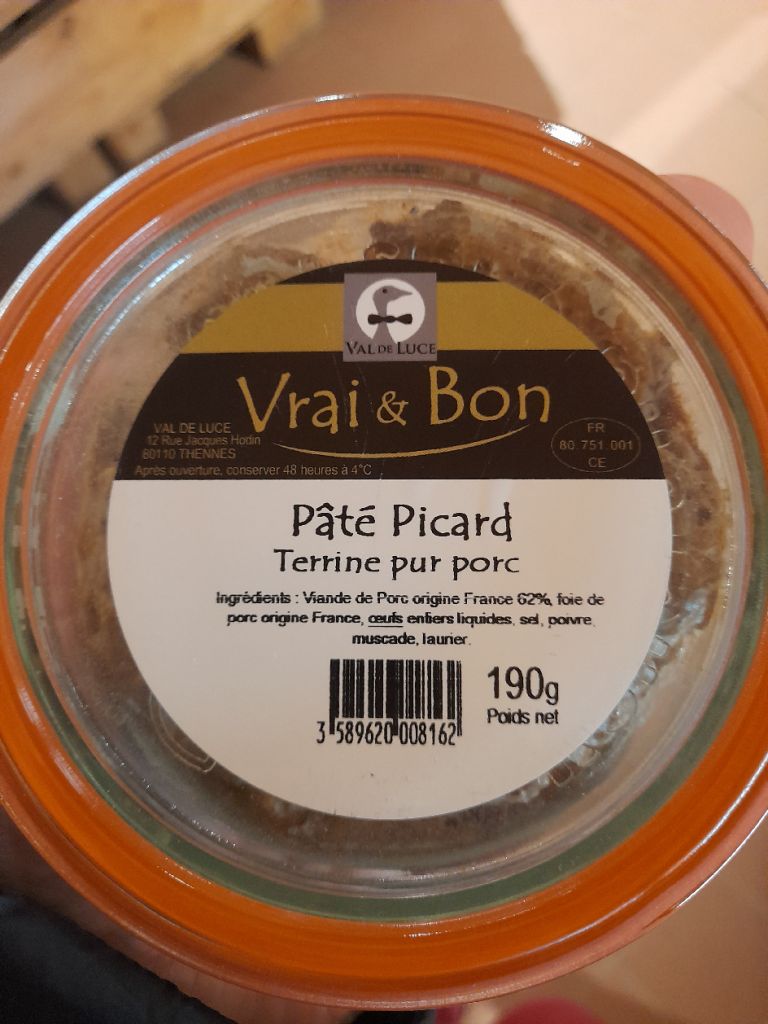 VAL DE LUCE
Vrai & Bon
VAL DE LUCE
12 Rue Jacques Hodin
80110 THENNES
Après ouverture, conserver 48 heures à 4°C
FR
80.751.001
CE
Pâté Picard
Terrine pur porc
Ingrédients : Viande de Porc origine France 62%, foie de
porc origine France, œufs entiers liquides, sel, poivre,
muscade, laurier.
190g
Poids net
3 589620 008162